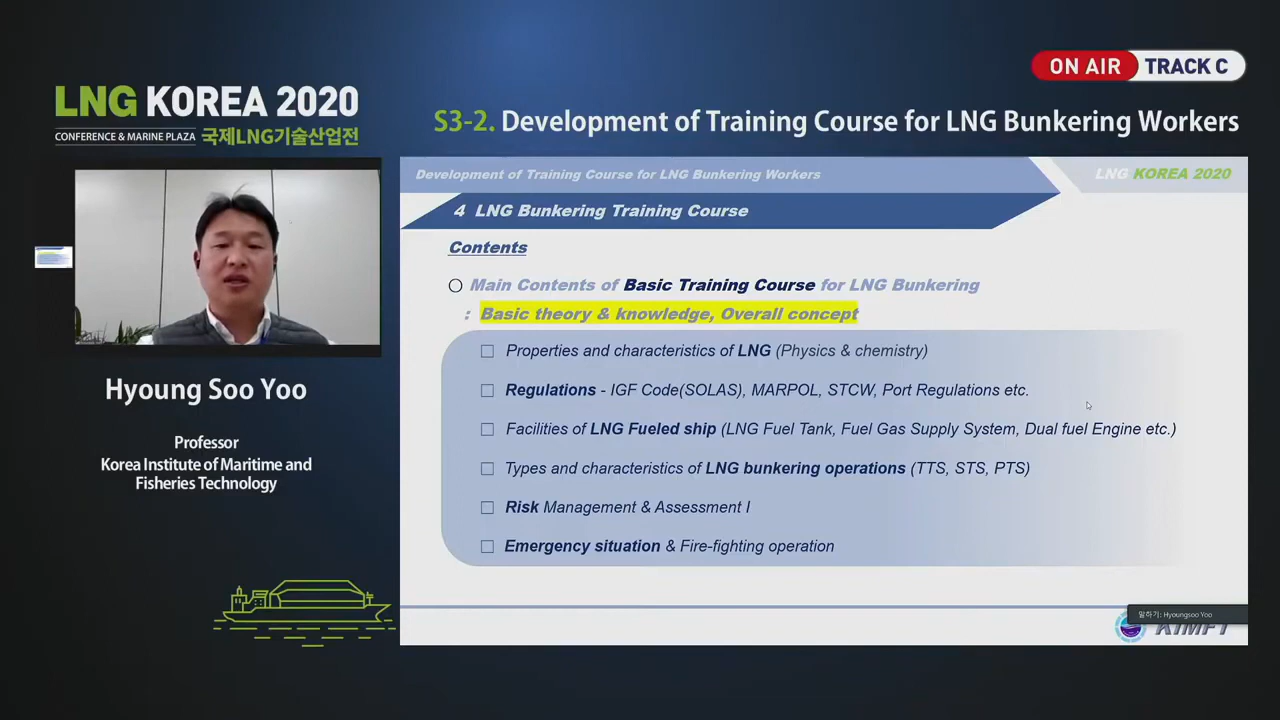 LNG KOREA 2020
CONFERENCE & MARINE PLAZA 국제LNG기술산업전
ON AIR TRACK C
S3-2. Development of Training Course for LNG Bunkering Workers
Development of Training Course for LNG Bunkering Workers
LNG KOREA 2020
4 LNG Bunkering Training Course
Contents
Main Contents of Basic Training Course for LNG Bunkering
: Basic theory & knowledge, Overall concept
Properties and characteristics of LNG (Physics & chemistry)
Regulations - IGF Code(SOLAS), MARPOL, STCW, Port Regulations etc.
Facilities of LNG Fueled ship (LNG Fuel Tank, Fuel Gas Supply System, Dual fuel Engine etc.)
Types and characteristics of LNG bunkering operations (TTS, STS, PTS)
Risk Management & Assessment I
Emergency situation & Fire-fighting operation
말하기: Hyoungsoo Yoo
KIMFT
Hyoung Soo Yoo
Professor
Korea Institute of Maritime and
Fisheries Technology